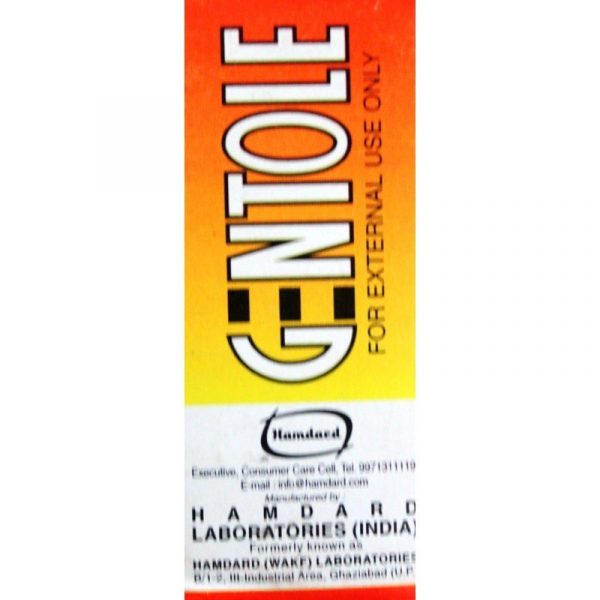 GENTOLE
FOR EXTERNAL USE ONLY
Hamdard
Executive, Consumer Care Cell, Tel. 9971311119
E-mail : info@hamdard.com
Manufactured by :
HAMDARD
LABORATORIES (INDIA)
Formerly known as
HAMDARD (WAKF) LABORATORIES
B/1-2, III-Industrial Area, Ghaziabad (U.P.